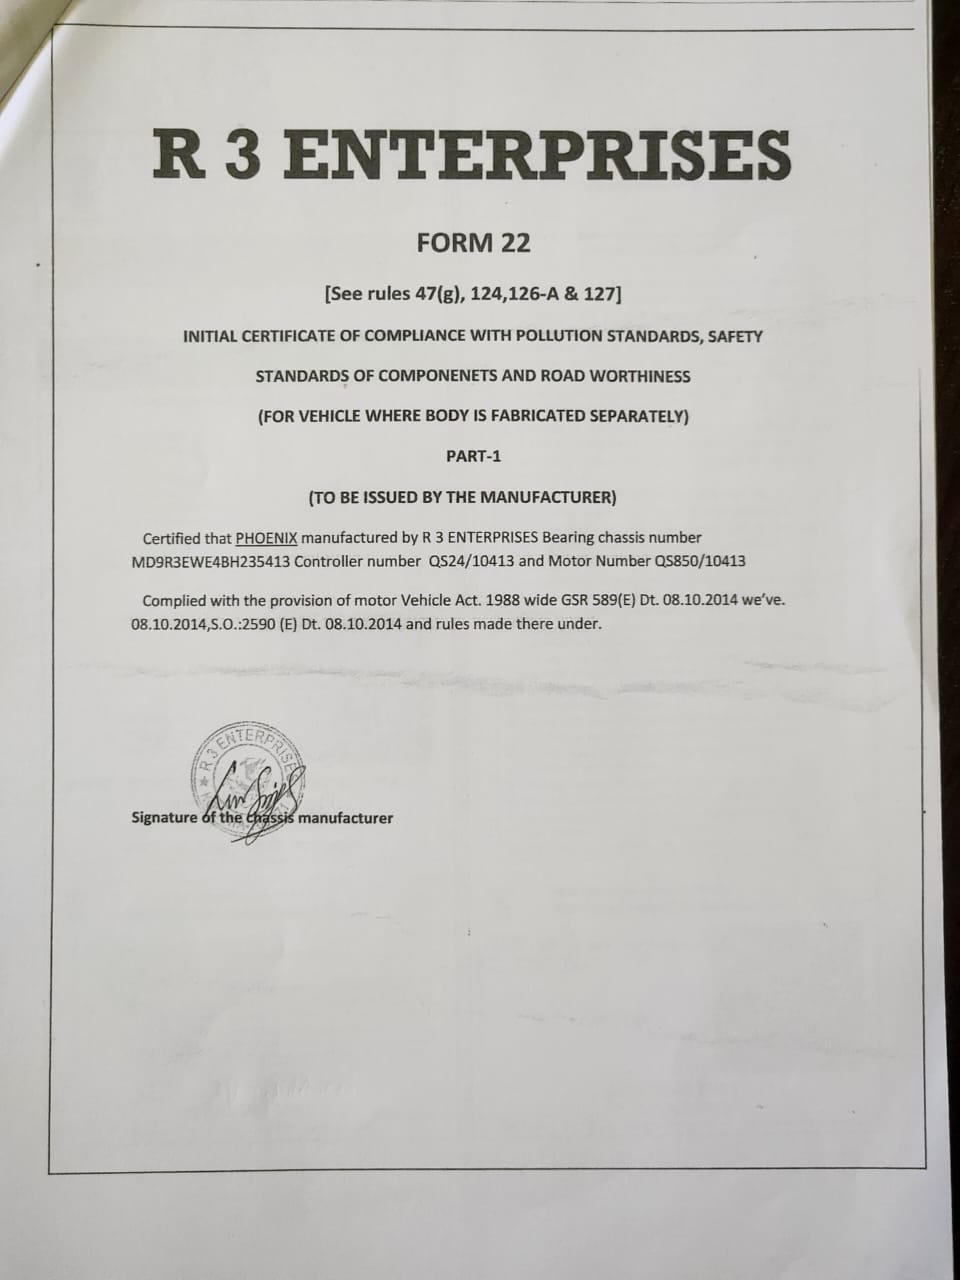 R 3 ENTERPRISES
FORM 22
[See rules 47(g), 124,126-A & 127]
INITIAL CERTIFICATE OF COMPLIANCE WITH POLLUTION STANDARDS, SAFETY
STANDARDS OF COMPONENETS AND ROAD WORTHINESS
(FOR VEHICLE WHERE BODY IS FABRICATED SEPARATELY)
PART-1
(TO BE ISSUED BY THE MANUFACTURER)
Certified that PHOENIX manufactured by R 3 ENTERPRISES Bearing chassis number
MD9R3EWE4BH235413 Controller number QS24/10413 and Motor Number QS850/10413
Complied with the provision of motor Vehicle Act. 1988 wide GSR 589(E) Dt. 08.10.2014 we've.
08.10.2014,S.O.:2590 (E) Dt. 08.10.2014 and rules made there under.
R 3 ENTERPRISES
Signature of the chassis manufacturer